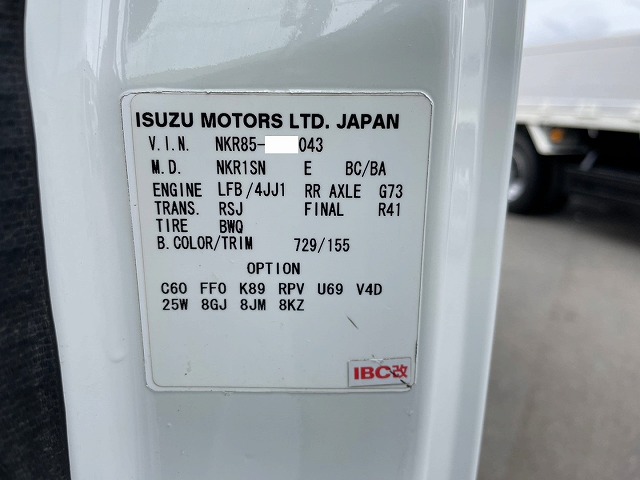 ISUZU MOTORS LTD. JAPAN
V.I.N. NKR85- 043
M.D. NKR1SN E BC/BA
ENGINE LFB/4JJ1 RR AXLE G73
TRANS. RSJ FINAL R41
TIRE BWQ
B.COLOR/TRIM 729/155
OPTION
C60 FF0 K89 RPV U69 V4D
25W 8GJ 8JM 8KZ
IBC改